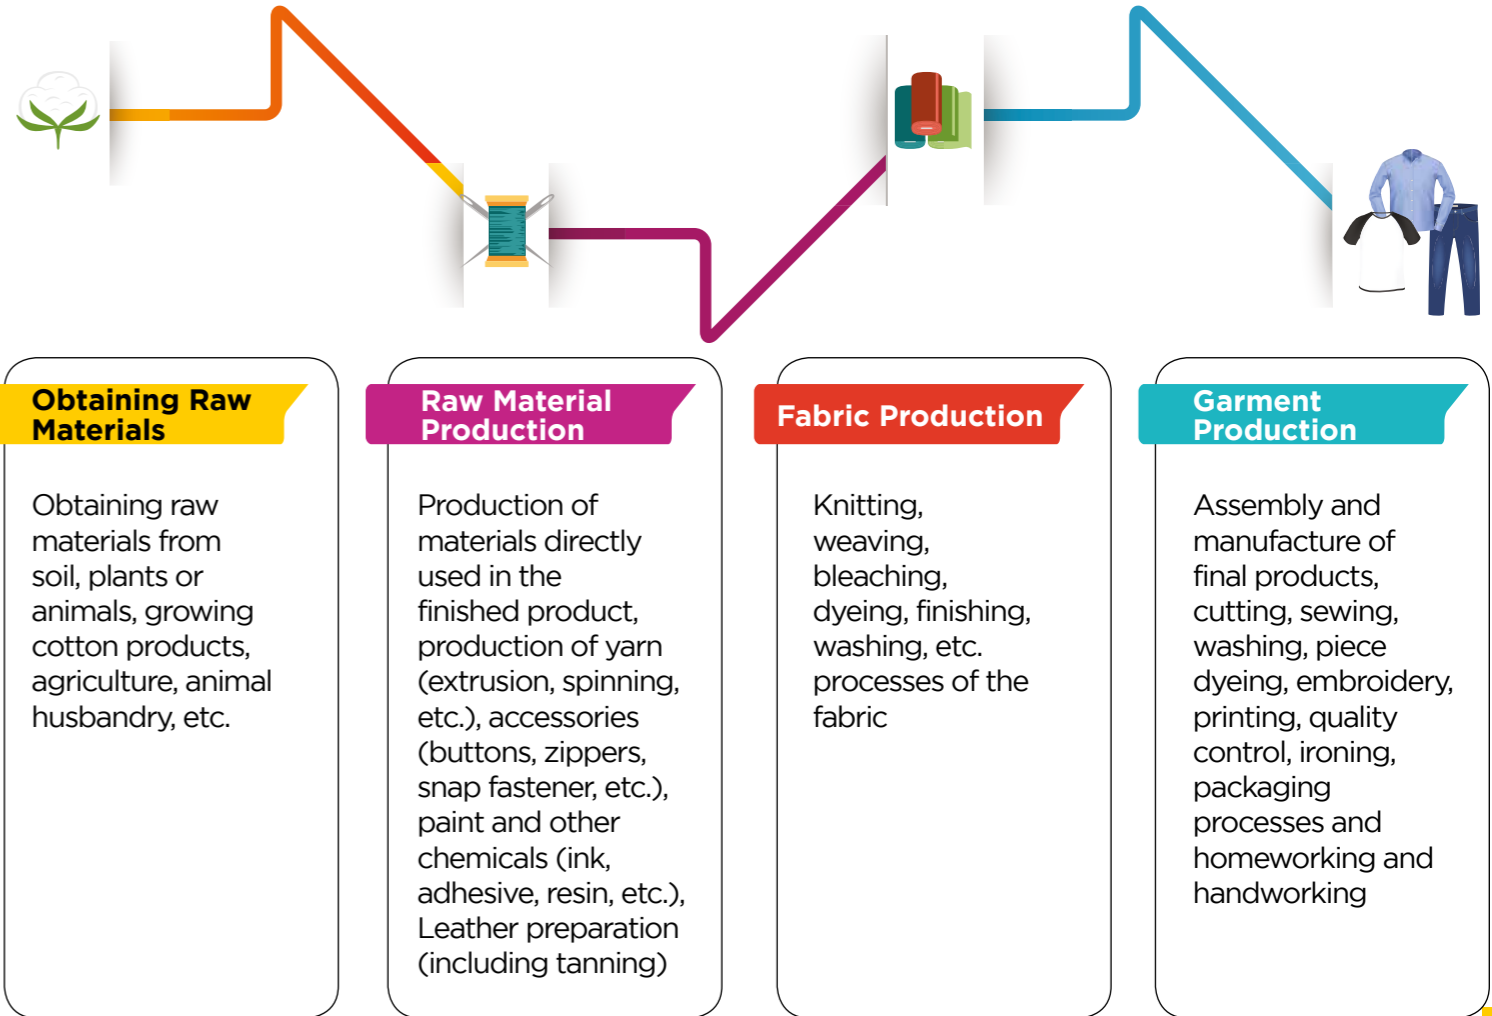 Obtaining Raw
Materials
Obtaining raw
materials from
soil, plants or
animals, growing
cotton products,
agriculture, animal
husbandry, etc.
Raw Material
Production
Production of
materials directly
used in the
finished product,
production of yarn
(extrusion, spinning,
etc.), accessories
(buttons, zippers,
snap fastener, etc.),
paint and other
chemicals (ink,
adhesive, resin, etc.),
Leather preparation
(including tanning)
Fabric Production
Knitting,
weaving,
bleaching,
dyeing, finishing,
washing, etc.
processes of the
fabric
Garment
Production
Assembly and
manufacture of
final products,
cutting, sewing,
washing, piece
dyeing, embroidery,
printing, quality
control, ironing,
packaging
processes and
homeworking and
handworking